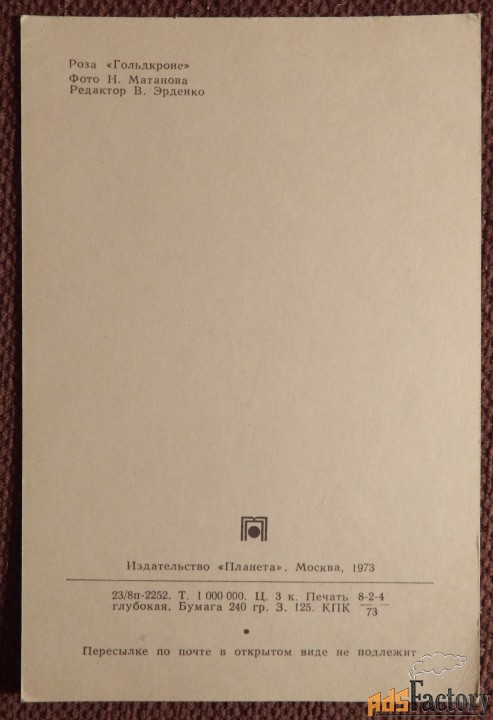 Роза «Гольдкроне»
Фото Н. Матанова
Редактор В. Эрденко
Издательство «Планета». Москва, 1973
23/8п-2252. Т. 1 000 000. Ц. 3 к. Печать 8-2-4
глубокая. Бумага 240 гр. З. 125. КПК 73
Пересылке по почте в открытом виде не подлежит
adsFactory